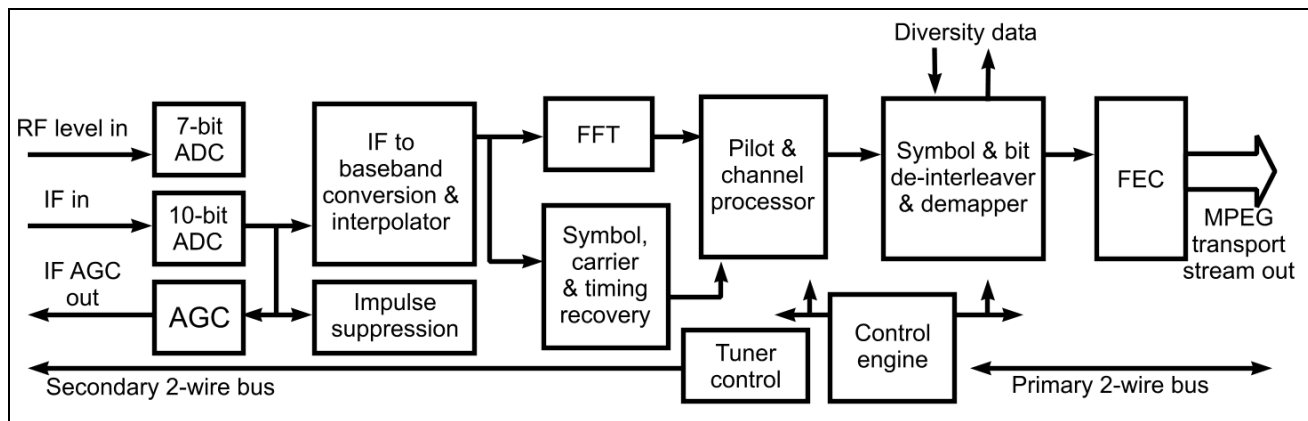 Diversity data
RF level in
7-bit
ADC
IF in
10-bit
ADC
IF AGC
out
AGC
IF to
baseband
conversion &
interpolator
Impulse
suppression
FFT
Symbol,
carrier
& timing
recovery
Pilot &
channel
processor
Symbol & bit
de-interleaver
& demapper
FEC
MPEG
transport
stream out
Tuner
control
Control
engine
Secondary 2-wire bus
Primary 2-wire bus